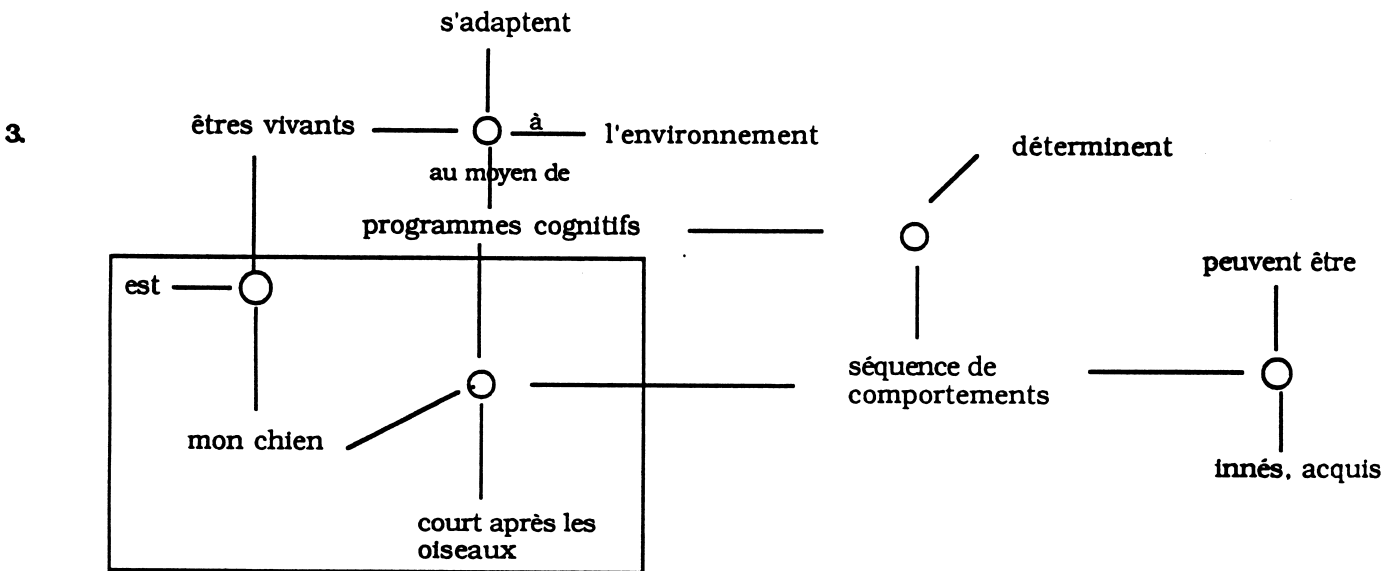 s'adaptent
3. êtres vivants à l'environnement
déterminent
au moyen de
programmes cognitifs
peuvent être
est
séquence de
comportements
mon chien
innés, acquis
court après les
oiseaux